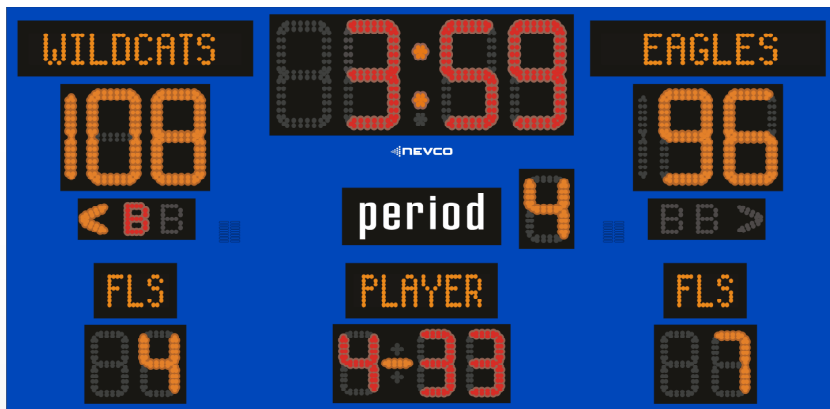 WILDCATS 3:59 EAGLES
108 96
NEVCO
< B period 4
FLS PLAYER FLS
4 4-33 7